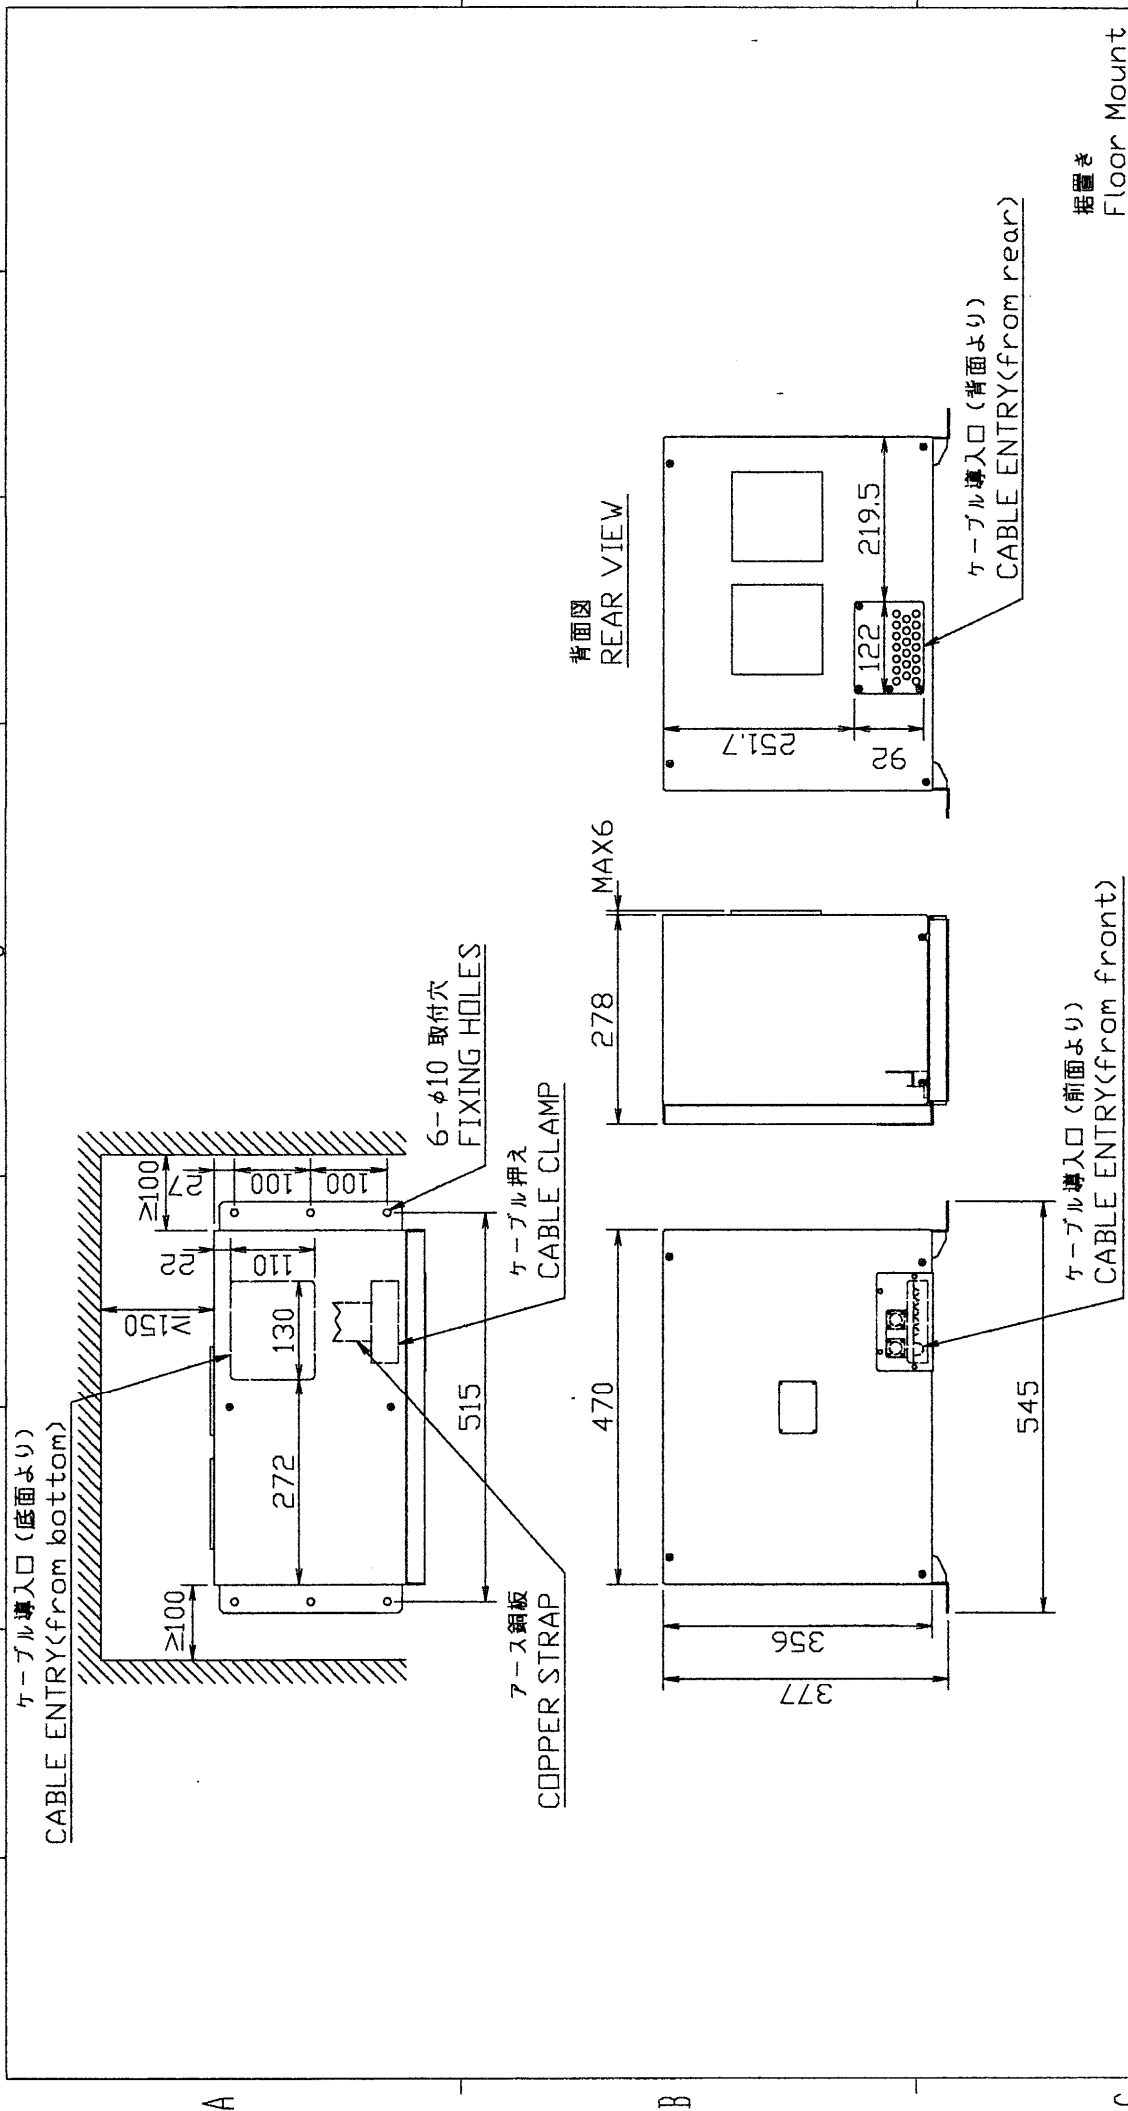 A
ケーブル導入口 (底面より)
CABLE ENTRY(from bottom)
≥100
≥150
22
110
≥100
27
100
100
272
130
515
6-φ10 取付穴
FIXING HOLES
ケーブル押え
CABLE CLAMP
アース銅板
COPPER STRAP
B
470
356
377
545
278
MAX6
背面図
REAR VIEW
251.7
92
122
219.5
ケーブル導入口 (前面より)
CABLE ENTRY(from front)
ケーブル導入口 (背面より)
CABLE ENTRY(from rear)
据置き
Floor Mount